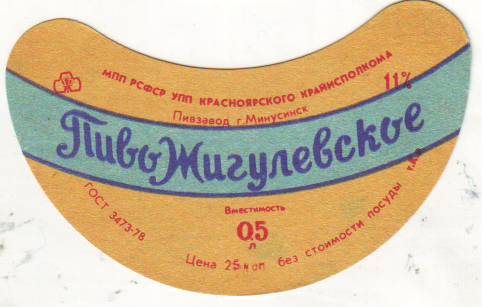 МПП РСФСР УПП КРАСНОЯРСКОГО КРАЙИСПОЛКОМА
Пивзавод г. Минусинск
11%
Пиво Жигулевское
ГОСТ 3473-78
Вместимость
0,5
л
Цена 25 коп без стоимости посуды